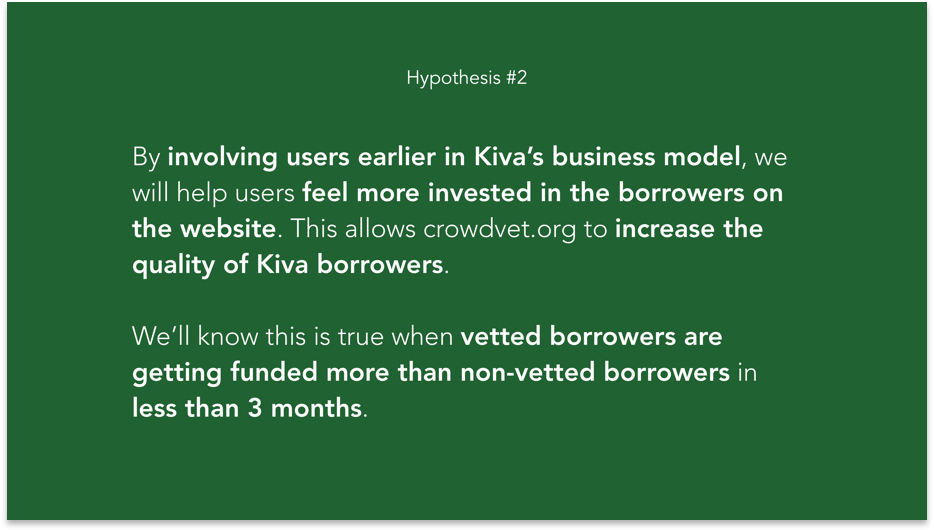 Hypothesis #2
By involving users earlier in Kiva’s business model, we
will help users feel more invested in the borrowers on
the website. This allows crowdvet.org to increase the
quality of Kiva borrowers.
We’ll know this is true when vetted borrowers are
getting funded more than non-vetted borrowers in
less than 3 months.